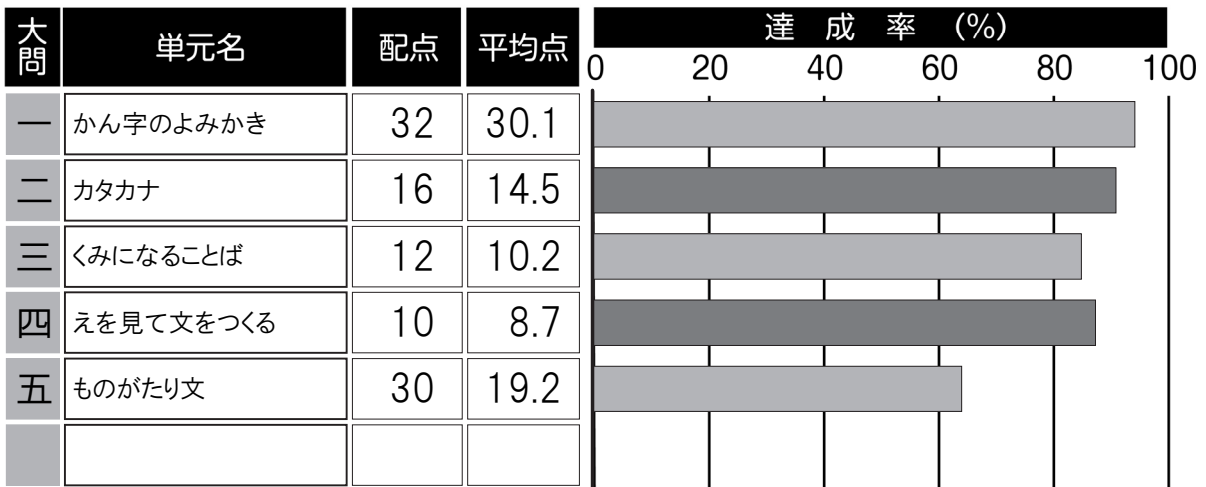 大問 単元名 配点 平均点 達成率 (%)
0 20 40 60 80 100
一 かん字のよみかき 32 30.1
二 カタカナ 16 14.5
三 くみになることば 12 10.2
四 えを見て文をつくる 10 8.7
五 ものがたり文 30 19.2